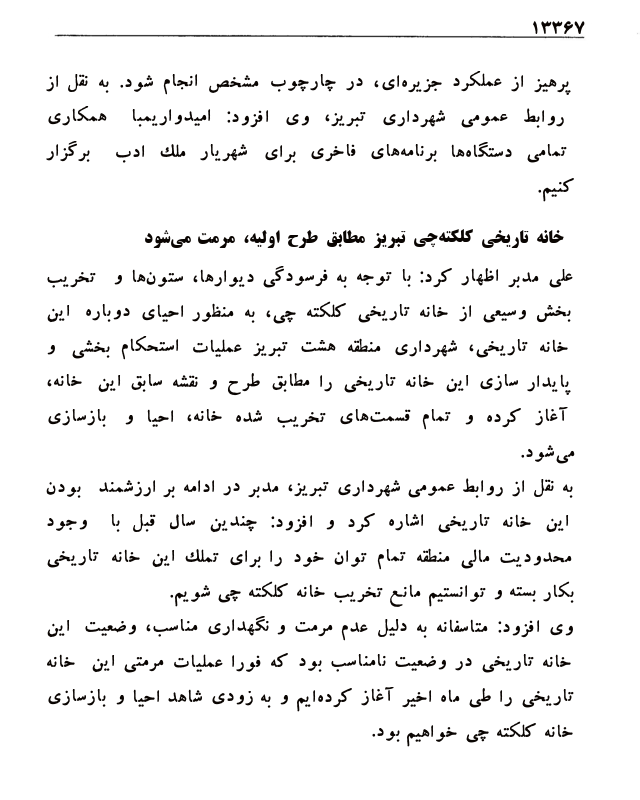 ۱۳۳۶۷
پرهیز از عملکرد جزیره‌ای، در چارچوب مشخص انجام شود. به نقل از
روابط عمومی شهرداری تبریز، وی افزود: امیدواریمبا همکاری
تمامی دستگاه‌ها برنامه‌های فاخری برای شهریار ملك ادب برگزار
کنیم.
خانه تاریخی کلکته‌چی تبریز مطابق طرح اولیه، مرمت می‌شود
علی مدبر اظهار کرد: با توجه به فرسودگی دیوارها، ستون‌ها و تخریب
بخش وسیعی از خانه تاریخی کلکته چی، به منظور احیای دوباره این
خانه تاریخی، شهرداری منطقه هشت تبریز عملیات استحکام بخشی و
پایدار سازی این خانه تاریخی را مطابق طرح و نقشه سابق این خانه،
آغاز کرده و تمام قسمت‌های تخریب شده خانه، احیا و بازسازی
می‌شود.
به نقل از روابط عمومی شهرداری تبریز، مدبر در ادامه بر ارزشمند بودن
این خانه تاریخی اشاره کرد و افزود: چندین سال قبل با وجود
محدودیت مالی منطقه تمام توان خود را برای تملك این خانه تاریخی
بکار بسته و توانستیم مانع تخریب خانه کلکته چی شویم.
وی افزود: متاسفانه به دلیل عدم مرمت و نگهداری مناسب، وضعیت این
خانه تاریخی در وضعیت نامناسب بود که فورا عملیات مرمتی این خانه
تاریخی را طی ماه اخیر آغاز کرده‌ایم و به زودی شاهد احیا و بازسازی
خانه کلکته چی خواهیم بود.